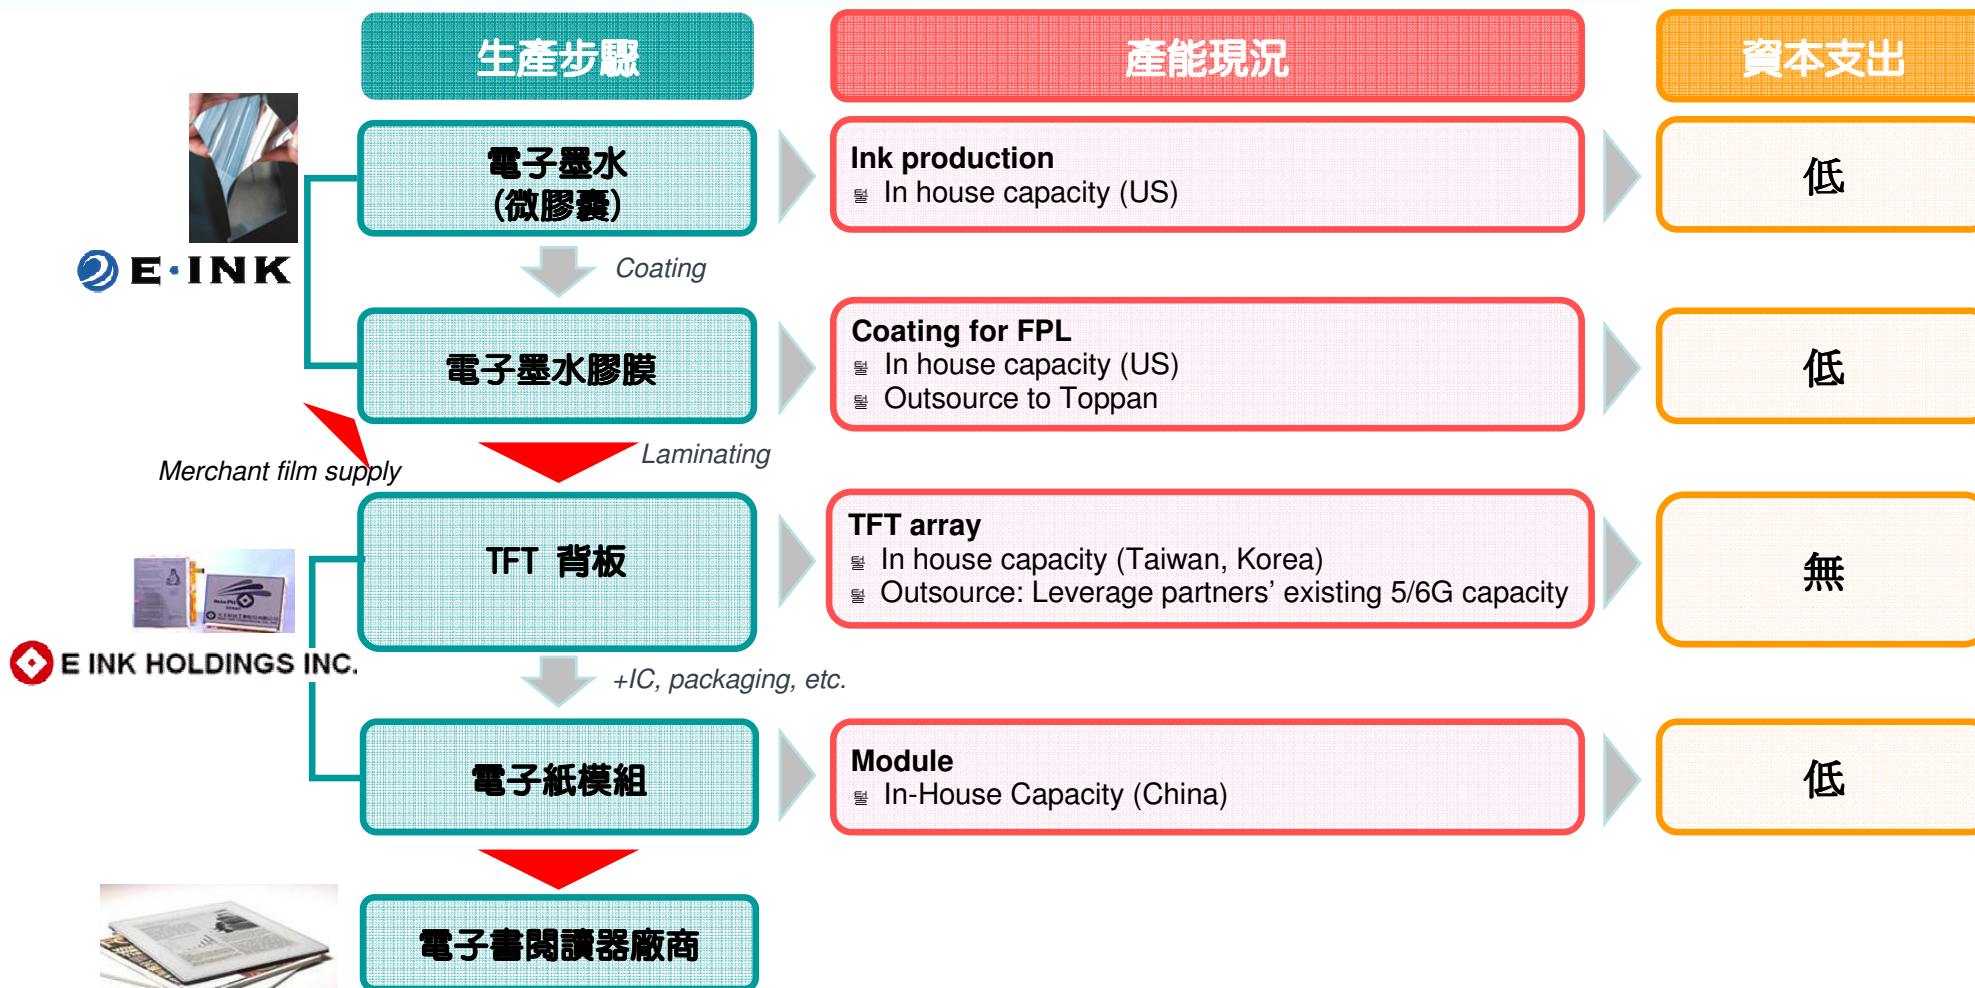 生產步驟
產能現況
資本支出
電子墨水
(微膠囊)
Ink production
In house capacity (US)
低
E·INK
Coating
電子墨水膠膜
Coating for FPL
In house capacity (US)
Outsource to Toppan
低
Merchant film supply
Laminating
TFT 背板
TFT array
In house capacity (Taiwan, Korea)
Outsource: Leverage partners' existing 5/6G capacity
無
E INK HOLDINGS INC.
+IC, packaging, etc.
電子紙模組
Module
In-House Capacity (China)
低
電子書閱讀器廠商